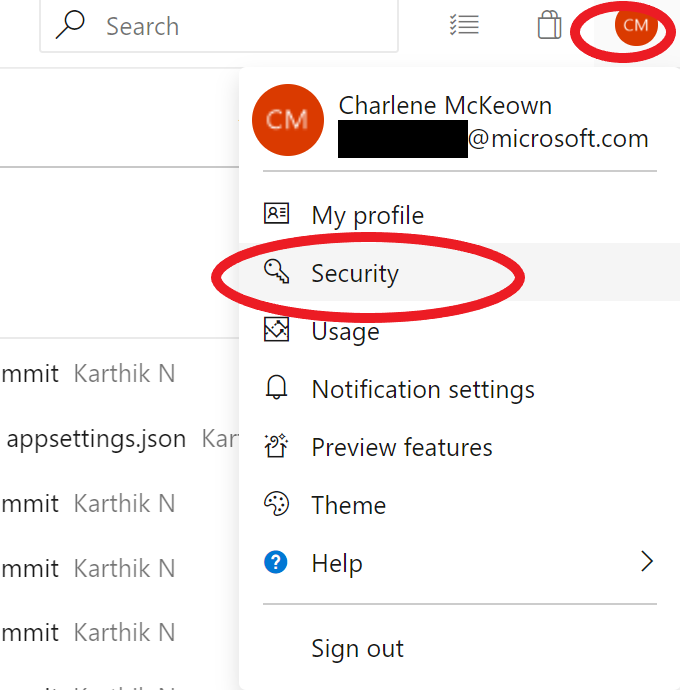 Search
CM
CM
Charlene McKeown
@microsoft.com
My profile
Security
Usage
Notification settings
Preview features
Theme
? Help
Sign out
mmit Karthik N
appsettings.json Kar
mmit Karthik N
mmit Karthik N
mmit Karthik N